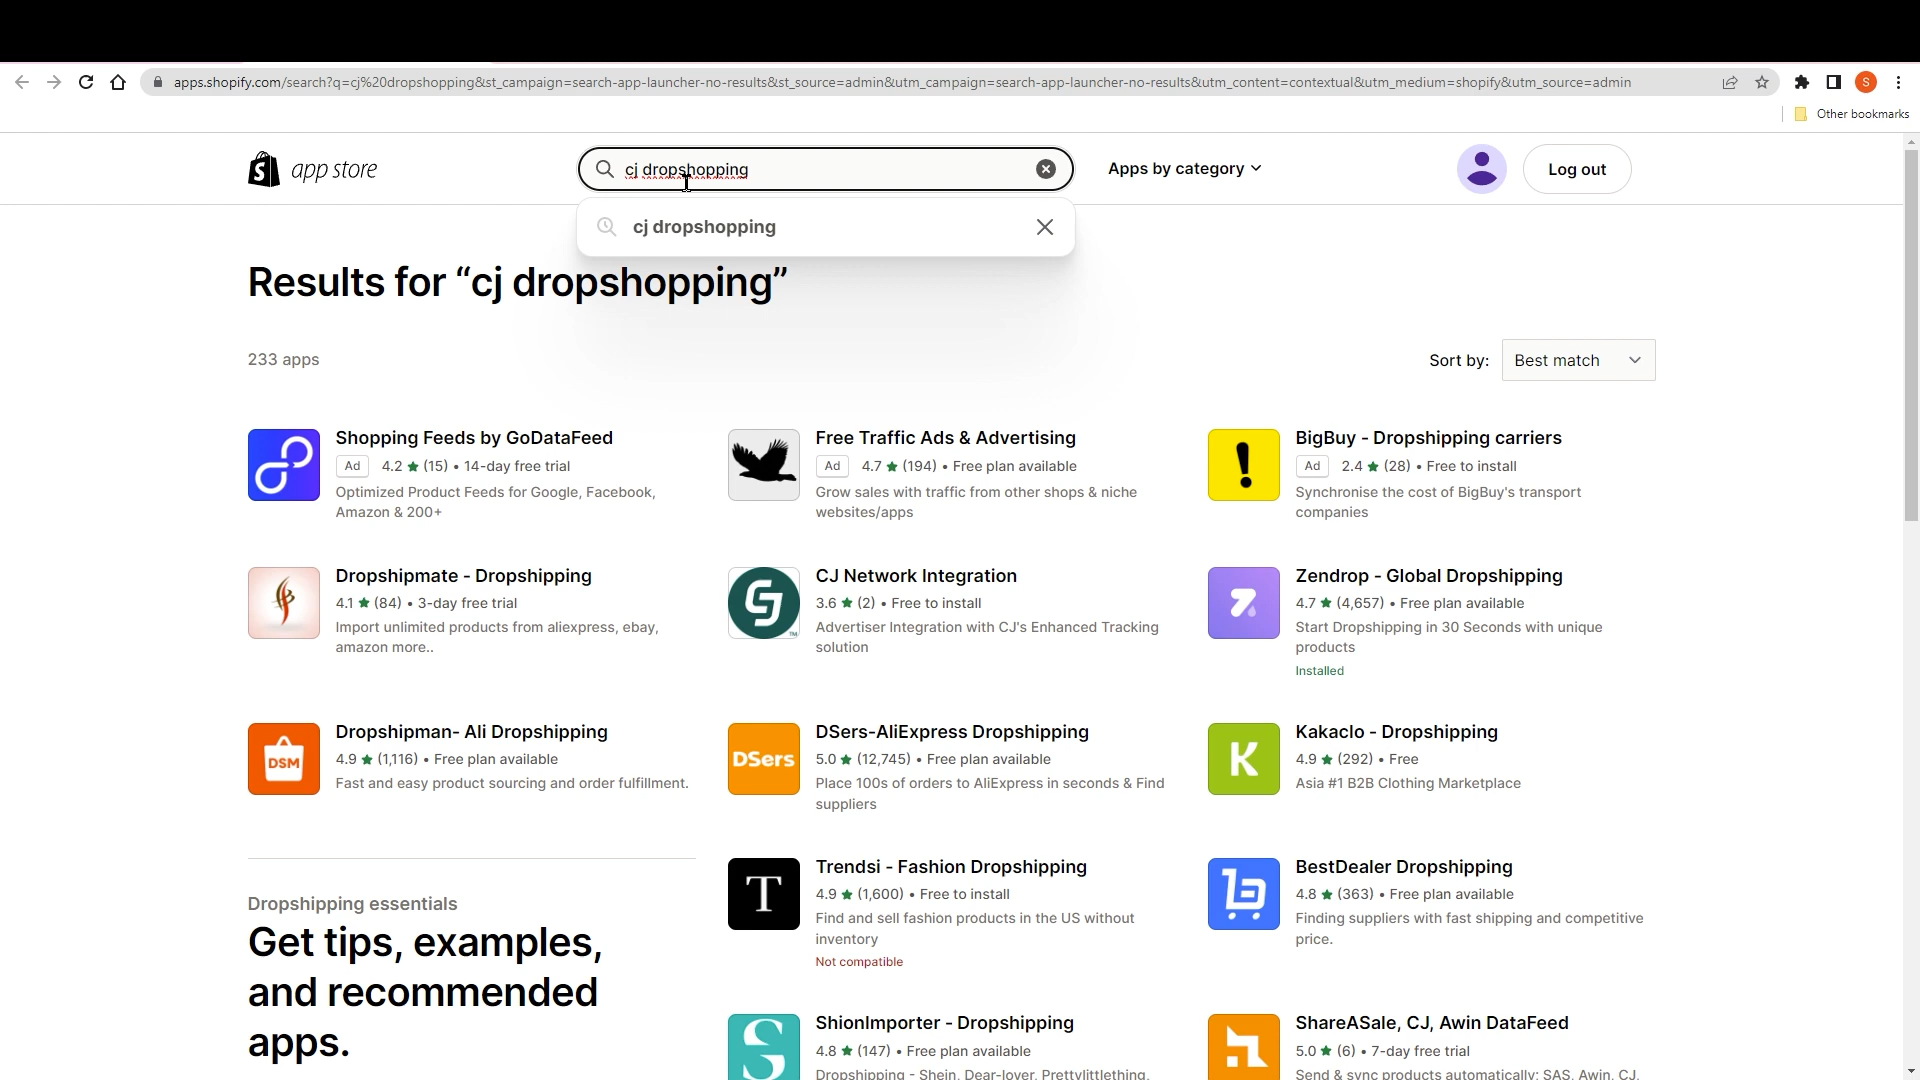 apps.shopify.com/search?q=cj%20dropshopping&st_campaign=search-app-launcher-no-results&st_source=admin&utm_campaign=search-app-launcher-no-results&utm_content=contextual&utm_medium=shopify&utm_source=admin
S
Other bookmarks
app store
cj dropshopping
Apps by category
Log out
cj dropshopping
Results for “cj dropshopping”
233 apps
Sort by:
Best match
Shopping Feeds by GoDataFeed
Ad 4.2 ★ (15) • 14-day free trial
Optimized Product Feeds for Google, Facebook,
Amazon & 200+
Free Traffic Ads & Advertising
Ad 4.7 ★ (194) • Free plan available
Grow sales with traffic from other shops & niche
websites/apps
!
BigBuy - Dropshipping carriers
Ad 2.4 ★ (28) • Free to install
Synchronise the cost of BigBuy's transport
companies
Dropshipmate - Dropshipping
4.1 ★ (84) • 3-day free trial
Import unlimited products from aliexpress, ebay,
amazon more..
CJ
TM
CJ Network Integration
3.6 ★ (2) • Free to install
Advertiser Integration with CJ's Enhanced Tracking
solution
Zendrop - Global Dropshipping
4.7 ★ (4,657) • Free plan available
Start Dropshipping in 30 Seconds with unique
products
Installed
DSM
Dropshipman- Ali Dropshipping
4.9 ★ (1,116) • Free plan available
Fast and easy product sourcing and order fulfillment.
DSers
DSers-AliExpress Dropshipping
5.0 ★ (12,745) • Free plan available
Place 100s of orders to AliExpress in seconds & Find
suppliers
K
Kakaclo - Dropshipping
4.9 ★ (292) • Free
Asia #1 B2B Clothing Marketplace
Dropshipping essentials
Get tips, examples,
and recommended
apps.
T
Trendsi - Fashion Dropshipping
4.9 ★ (1,600) • Free to install
Find and sell fashion products in the US without
inventory
Not compatible
BestDealer Dropshipping
4.8 ★ (363) • Free plan available
Finding suppliers with fast shipping and competitive
price.
S
ShionImporter - Dropshipping
4.8 ★ (147) • Free plan available
Dropshipping - Shein, Dear-lover, Prettylittlething,
ShareASale, CJ, Awin DataFeed
5.0 ★ (6) • 7-day free trial
Send & sync products automatically: SAS, Awin, CJ,